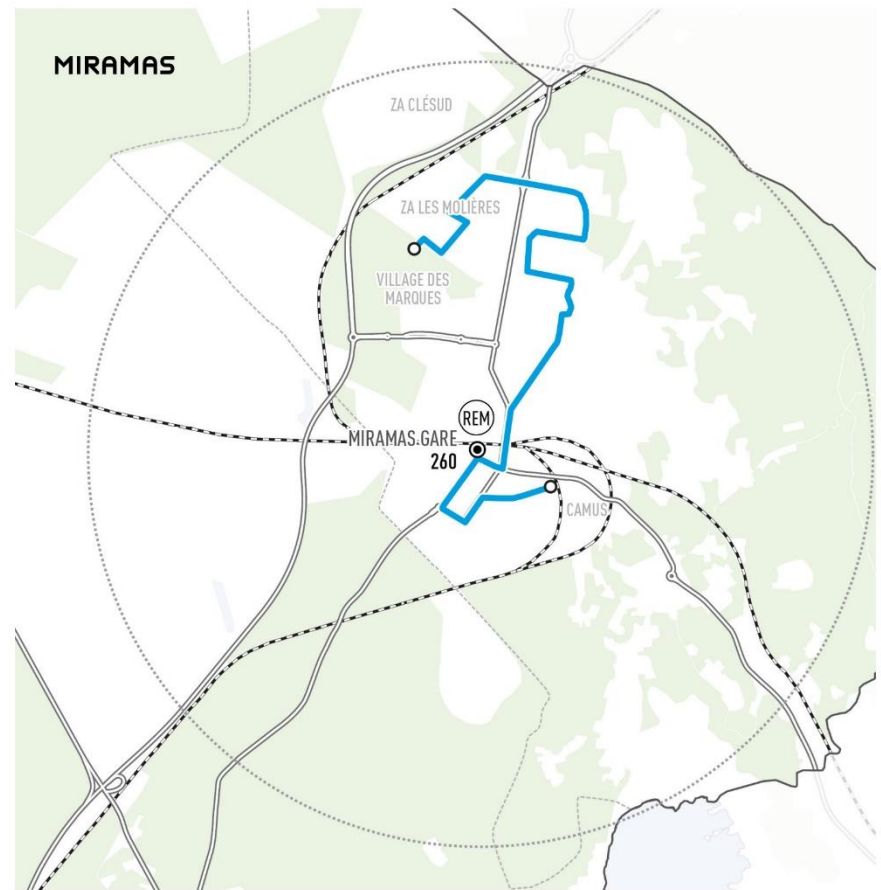 MIRAMAS
ZA CLÉSUD
ZA LES MOLIÈRES
VILLAGE DES
MARQUES
REM
MIRAMAS GARE
260
CAMUS